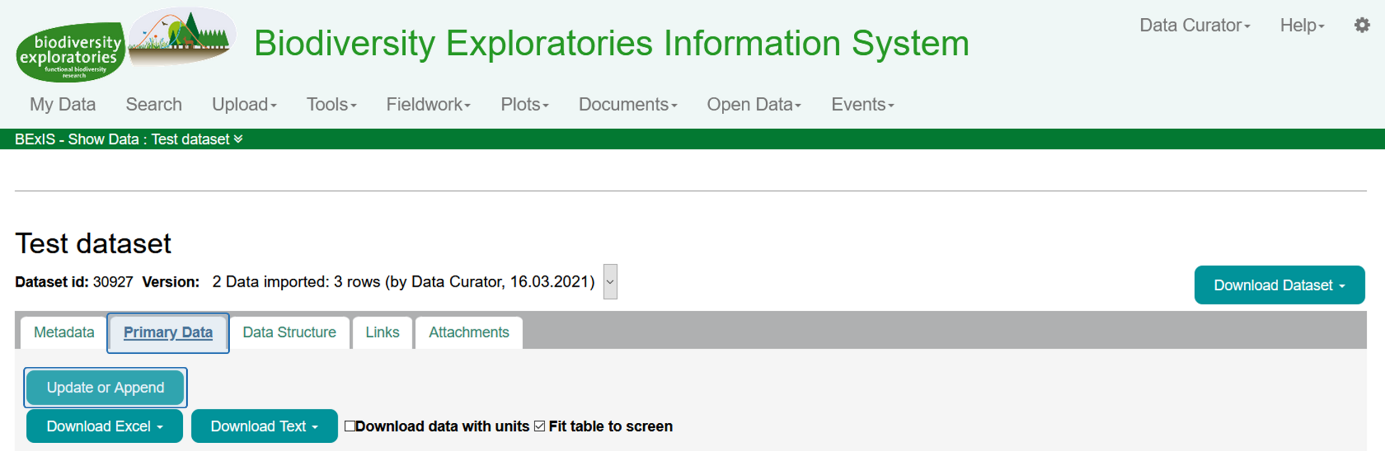 biodiversity
exploratories
functional biodiversity
research
Biodiversity Exploratories Information System
Data Curator
Help
My Data Search Upload Tools Fieldwork Plots Documents Open Data Events
BExIS - Show Data : Test dataset
Test dataset
Dataset id: 30927 Version: 2 Data imported: 3 rows (by Data Curator, 16.03.2021)
Download Dataset
Metadata Primary Data Data Structure Links Attachments
Update or Append
Download Excel Download Text Download data with units Fit table to screen